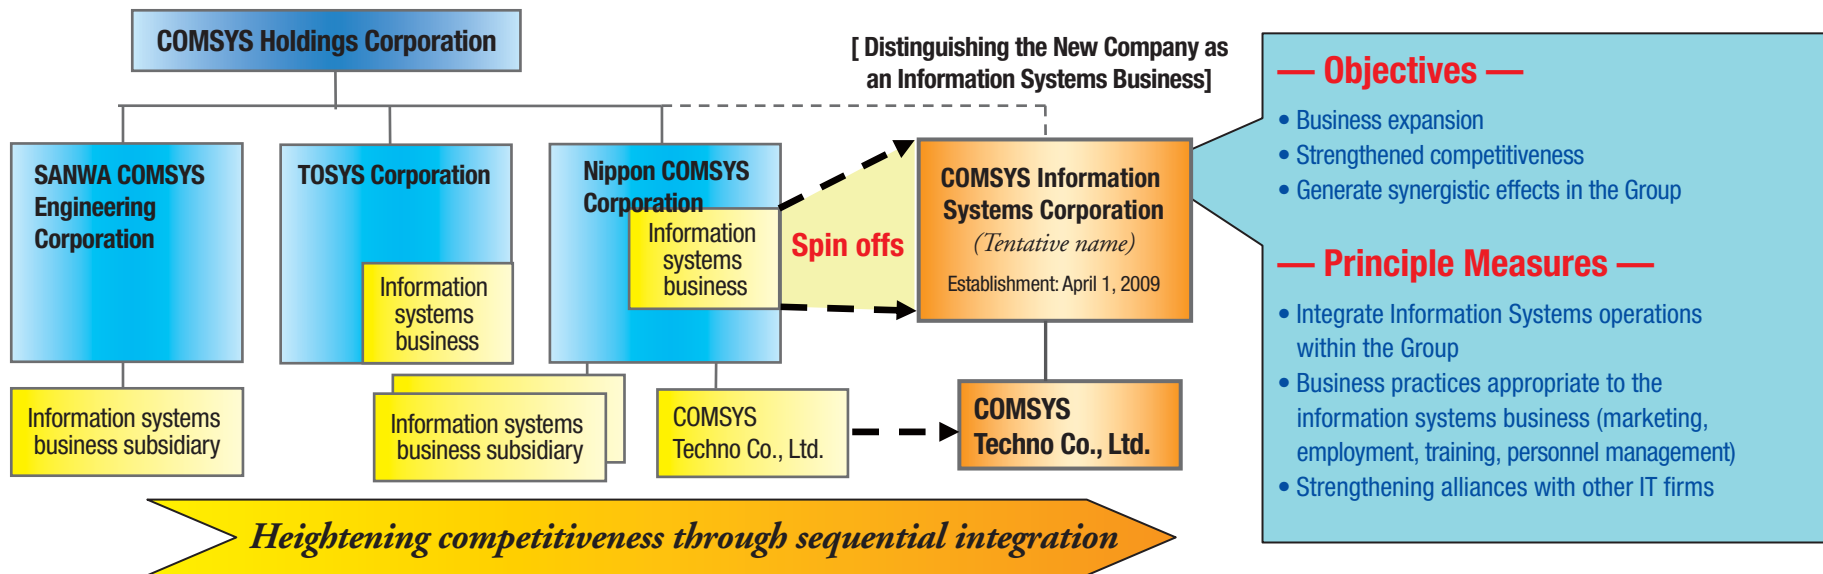 COMSYS Holdings Corporation
[ Distinguishing the New Company as
an Information Systems Business]
SANWA COMSYS
Engineering
Corporation
TOSYS Corporation
Information
systems
business
Nippon COMSYS
Corporation
Information
systems
business
Spin offs
COMSYS Information
Systems Corporation
(Tentative name)
Establishment: April 1, 2009
Information systems
business subsidiary
Information systems
business subsidiary
COMSYS
Techno Co., Ltd.
COMSYS
Techno Co., Ltd.
Heightening competitiveness through sequential integration
— Objectives —
• Business expansion
• Strengthened competitiveness
• Generate synergistic effects in the Group
— Principle Measures —
• Integrate Information Systems operations
within the Group
• Business practices appropriate to the
information systems business (marketing,
employment, training, personnel management)
• Strengthening alliances with other IT firms